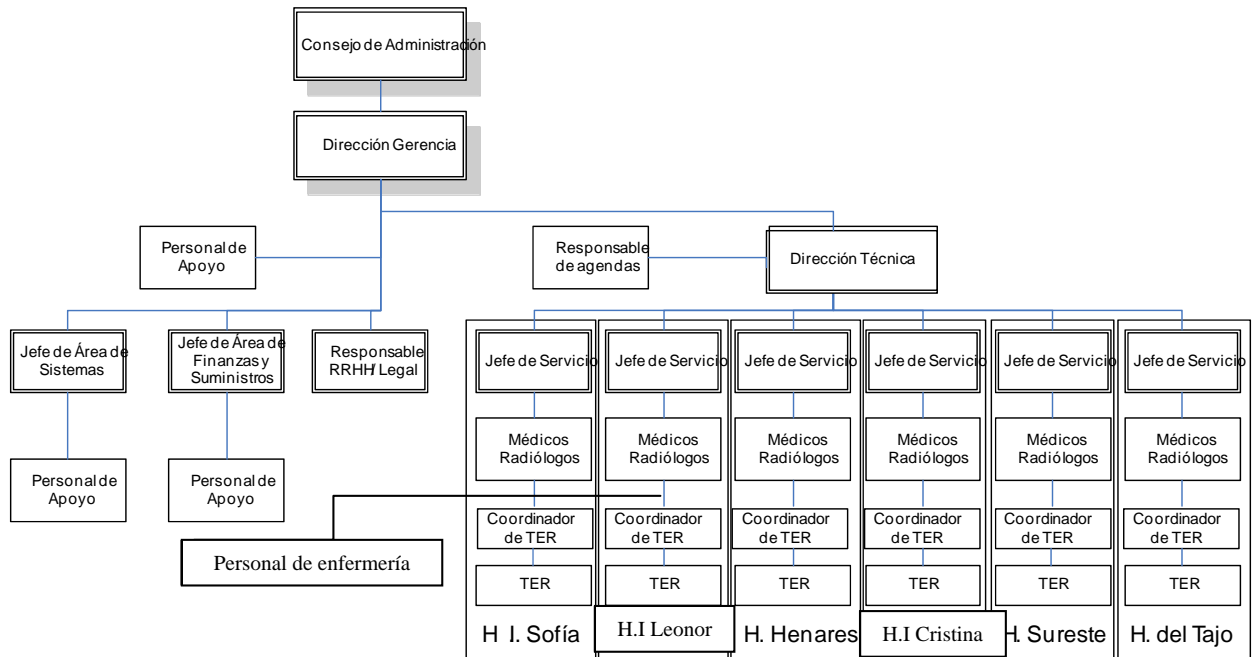 Consejo de Administración
Dirección Gerencia
Personal de
Apoyo
Responsable
de agendas
Dirección Técnica
Jefe de Área de
Sistemas
Jefe de Área de
Finanzas y
Suministros
Responsable
RRHH/ Legal
Jefe de Servicio
Jefe de Servicio
Jefe de Servicio
Jefe de Servicio
Jefe de Servicio
Jefe de Servicio
Médicos
Radiólogos
Médicos
Radiólogos
Médicos
Radiólogos
Médicos
Radiólogos
Médicos
Radiólogos
Médicos
Radiólogos
Personal de
Apoyo
Personal de
Apoyo
Coordinador
de TER
Coordinador
de TER
Coordinador
de TER
Coordinador
de TER
Coordinador
de TER
Coordinador
de TER
Personal de enfermería
TER
TER
TER
TER
TER
TER
H .I. Sofía
H.I Leonor
H. Henares
H.I Cristina
H. Sureste
H. del Tajo